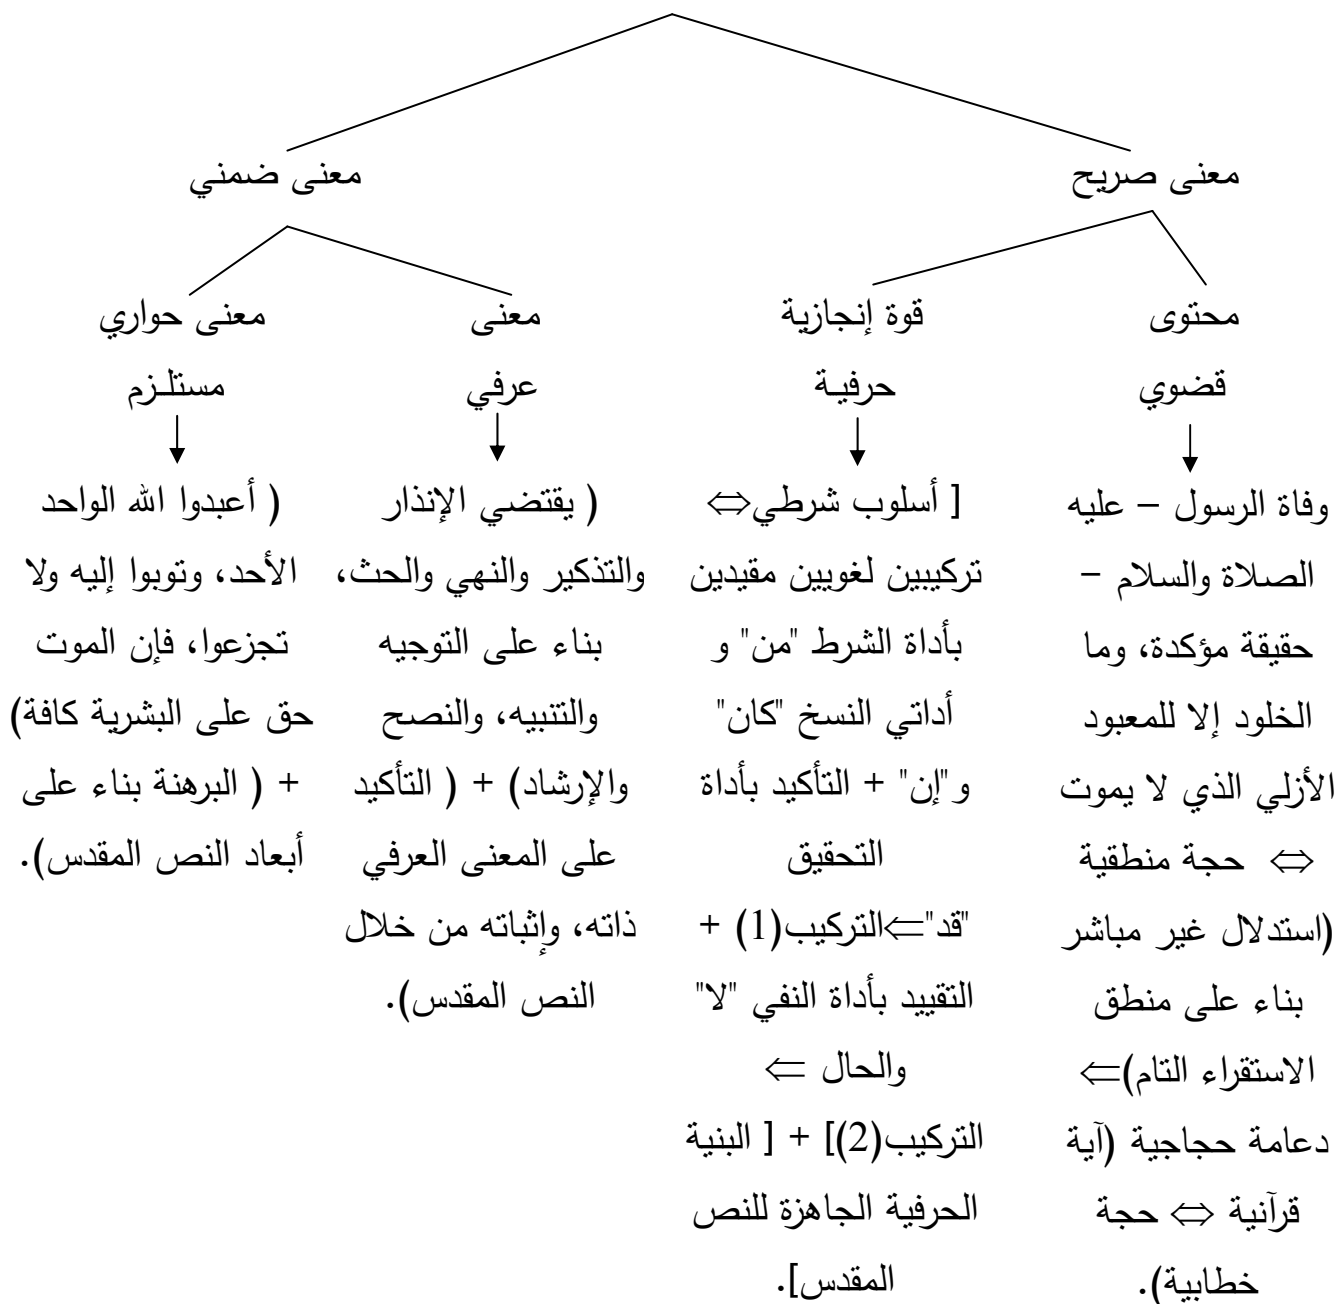 معنى صريح
معنى ضمني
محتوى
قضوي
وفاة الرسول – عليه
الصلاة والسلام –
حقيقة مؤكدة، وما
الخلود إلا للمعبود
الأزلي الذي لا يموت
⇔ حجة منطقية
(استدلال غير مباشر
بناء على منطق
الاستقراء التام)⇐
دعامة حجاجية (آية
قرآنية ⇔ حجة
خطابية).
قوة إنجازية
حرفيـة
[ أسلوب شرطي⇔
تركيبين لغويين مقيدين
بأداة الشرط "من" و
أداتي النسخ "كان"
و"إن" + التأكيد بأداة
التحقيق
"قد"⇐التركيب(1) +
التقييد بأداة النفي "لا"
والحال ⇐
التركيب(2)] + [ البنية
الحرفية الجاهزة للنص
المقدس].
معنى
عرفي
( يقتضي الإنذار
والتذكير والنهي والحث،
بناء على التوجيه
والتنبيه، والنصح
والإرشاد) + ( التأكيد
على المعنى العرفي
ذاته، وإثباته من خلال
النص المقدس).
معنى حواري
مستلـزم
( أعبدوا الله الواحد
الأحد، وتوبوا إليه ولا
تجزعوا، فإن الموت
حق على البشرية كافة)
+ ( البرهنة بناء على
أبعاد النص المقدس).